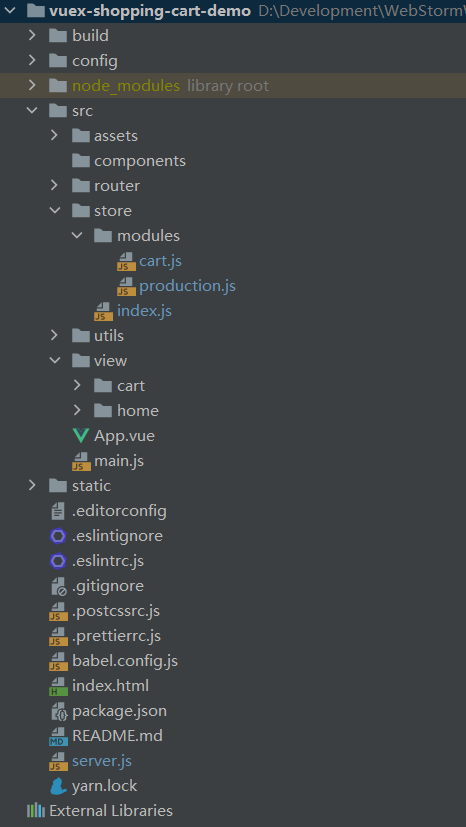 vuex-shopping-cart-demo D:\Development\WebStorm\
build
config
node_modules library root
src
assets
components
router
store
modules
cart.js
production.js
index.js
utils
view
cart
home
App.vue
main.js
static
.editorconfig
.eslintignore
.eslintrc.js
.gitignore
.postcssrc.js
.prettierrc.js
babel.config.js
index.html
package.json
README.md
server.js
yarn.lock
External Libraries